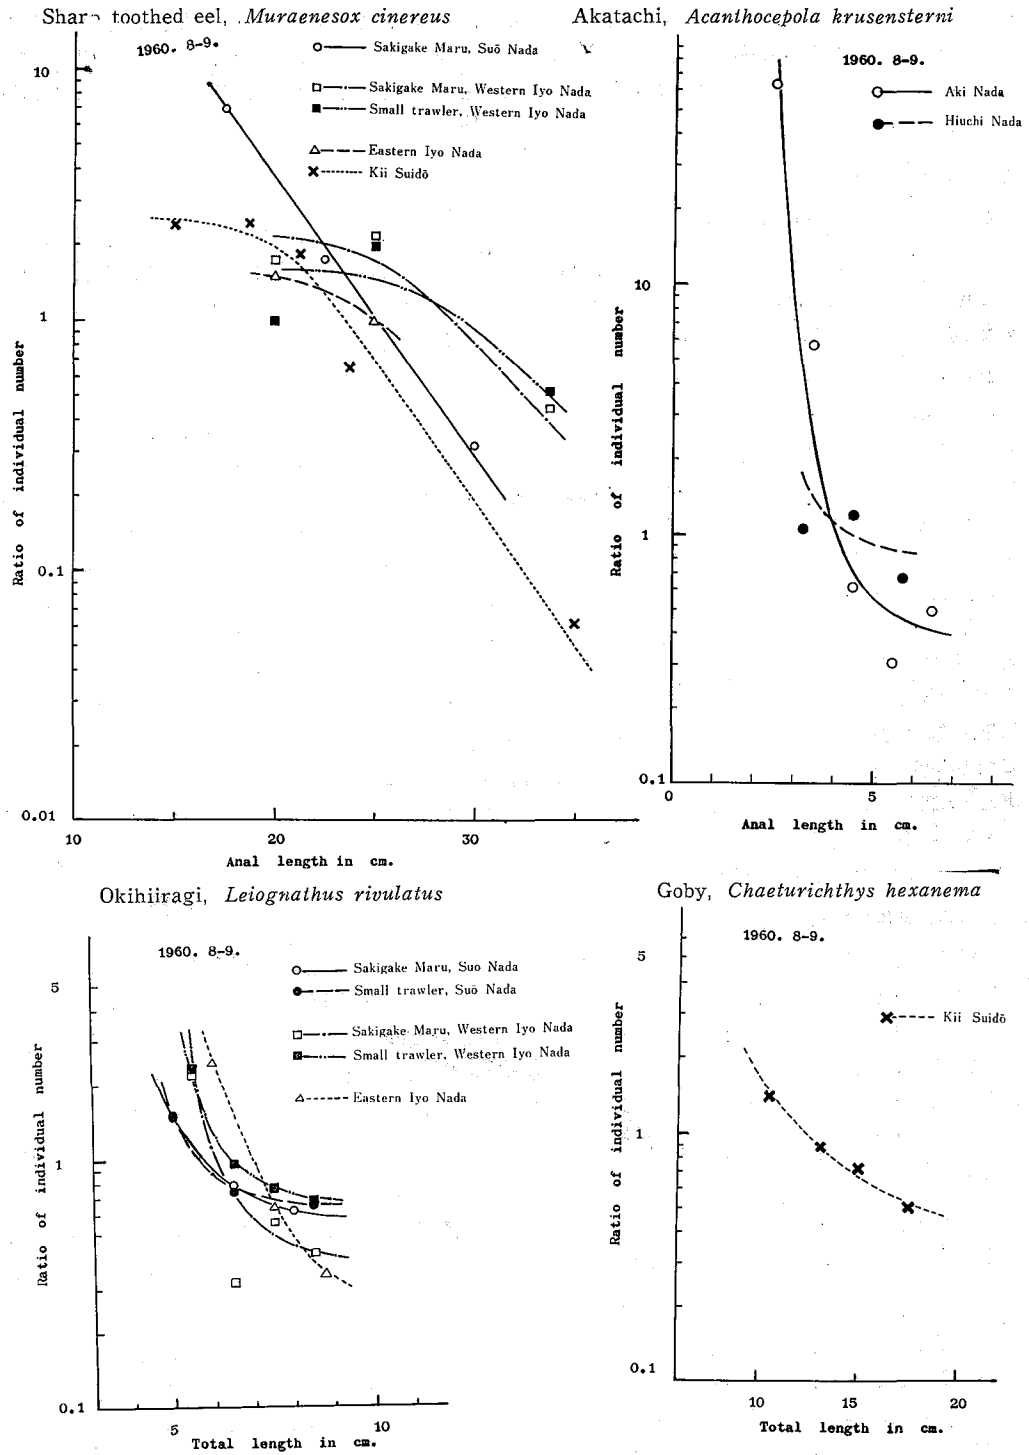 Sharp toothed eel, Muraenesox cinereus
1960. 8-9.
Sakigake Maru, Suō Nada
Sakigake Maru, Western Iyo Nada
Small trawler, Western Iyo Nada
Eastern Iyo Nada
Kii Suidō
10
1
0.1
0.01
Ratio of individual number
10
20
30
Anal length in cm.
Akatachi, Acanthocepola krusensterni
1960. 8-9.
Aki Nada
Hiuchi Nada
10
1
0.1
Ratio of individual number
0
5
Anal length in cm.
Okihiiragi, Leiognathus rivulatus
1960. 8-9.
Sakigake Maru, Suo Nada
Small trawler, Suō Nada
Sakigake Maru, Western Iyo Nada
Small trawler, Western Iyo Nada
Eastern Iyo Nada
5
1
0.1
Ratio of individual number
5
10
Total length in cm.
Goby, Chaeturichthys hexanema
1960. 8-9.
Kii Suidō
5
1
0.1
Ratio of individual number
10
15
20
Total length in cm.